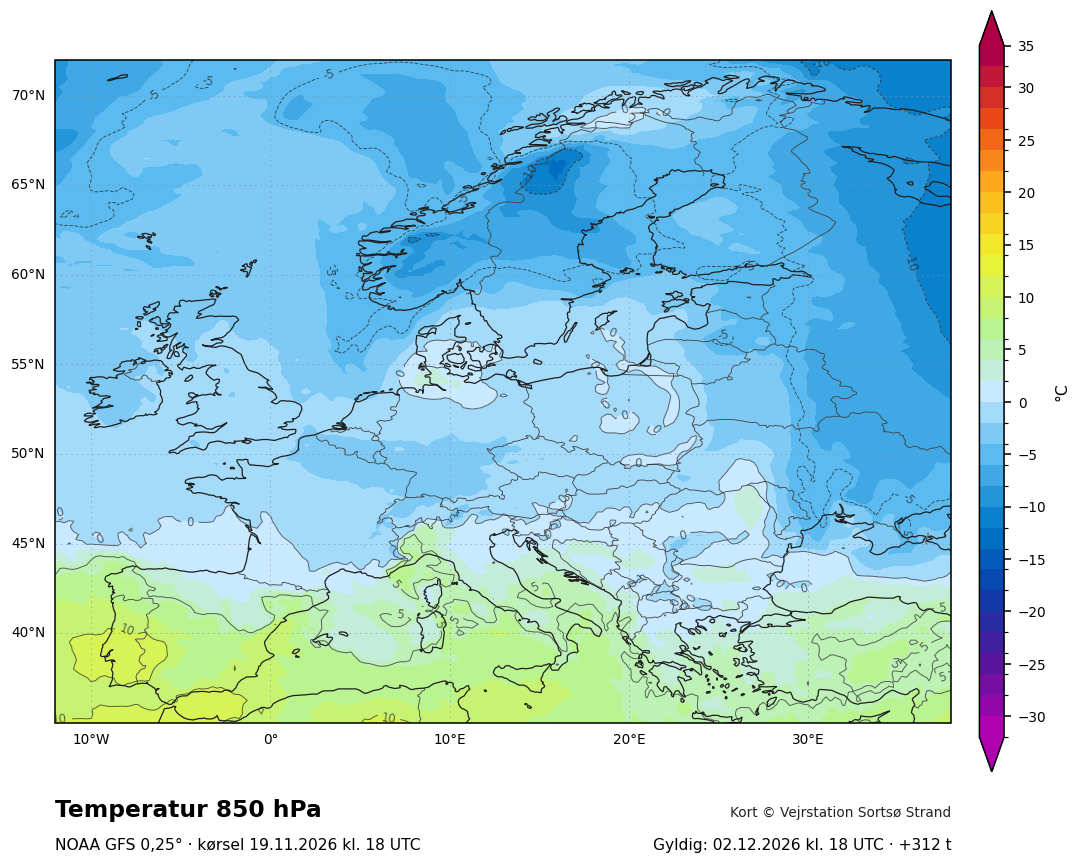 70°N
65°N
60°N
55°N
50°N
45°N
40°N
10°W
0°
10°E
20°E
30°E
35
30
25
20
15
10
5
0
−5
−10
−15
−20
−25
−30
°C
Temperatur 850 hPa
Kort © Vejrstation Sortsø Strand
NOAA GFS 0,25° · kørsel 19.11.2026 kl. 18 UTC
Gyldig: 02.12.2026 kl. 18 UTC · +312 t